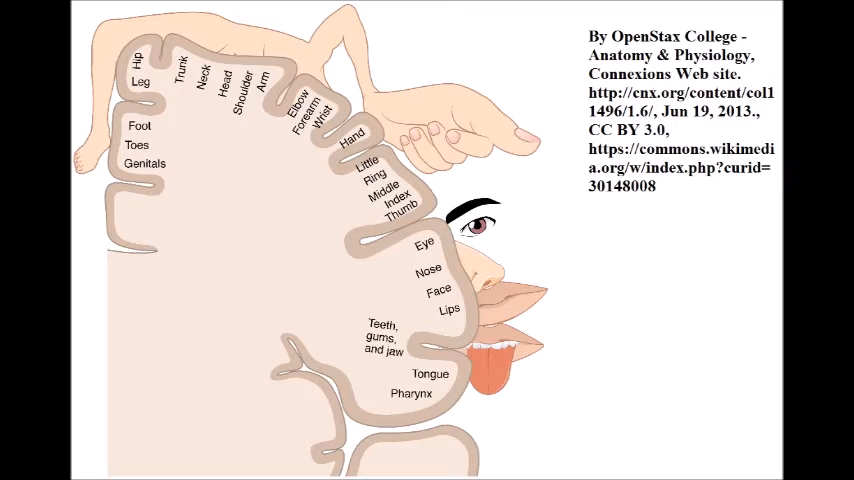 Hip
Leg
Foot
Toes
Genitals
Trunk
Neck
Head
Shoulder
Arm
Elbow
Forearm
Wrist
Hand
Little
Ring
Middle
Index
Thumb
Eye
Nose
Face
Lips
Teeth,
gums,
and jaw
Tongue
Pharynx
By OpenStax College -
Anatomy & Physiology,
Connexions Web site.
http://cnx.org/content/col1
1496/1.6/, Jun 19, 2013.,
CC BY 3.0,
https://commons.wikimedi
a.org/w/index.php?curid=
30148008